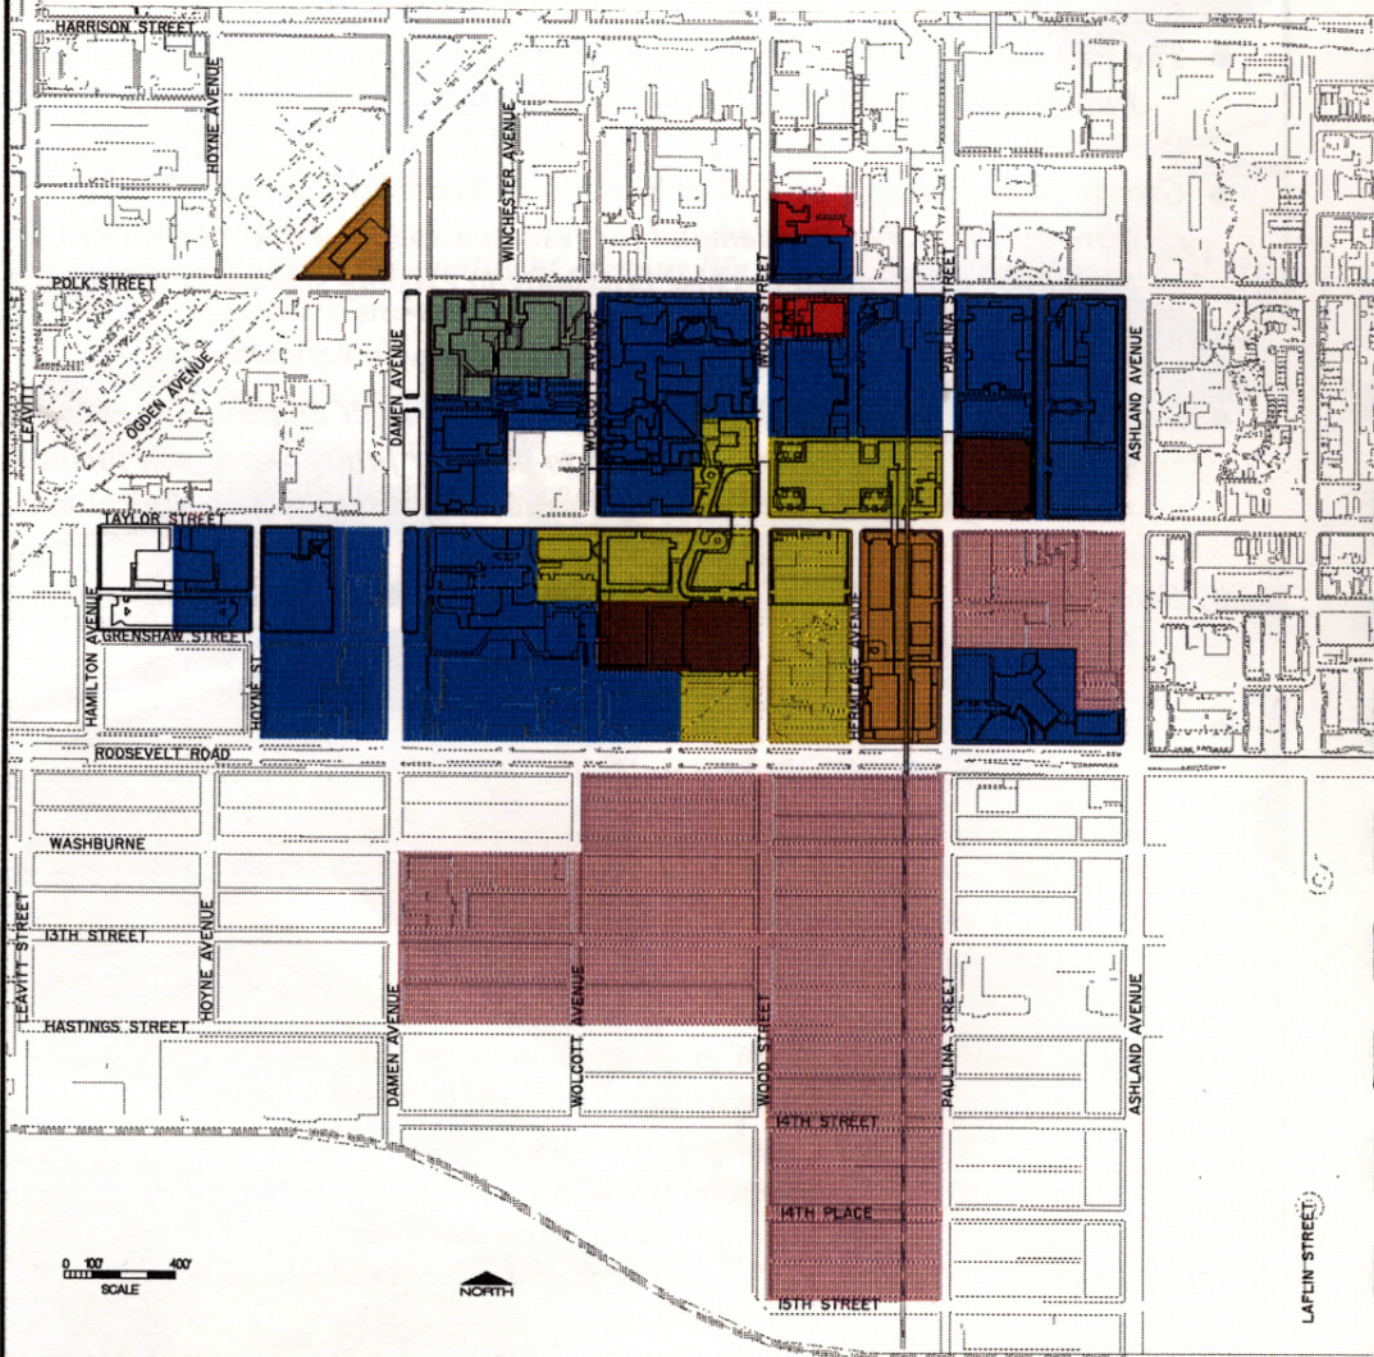 HARRISON STREET
HOYNE AVENUE
WINCHESTER AVENUE
POLK STREET
WOOD STREET
PAULINA STREET
LEAVITT
OGDEN AVENUE
DAMEN AVENUE
WOLCOTT AVENUE
ASHLAND AVENUE
TAYLOR STREET
HAMILTON AVENUE
GRENSHAW STREET
HOYNE ST.
HERMITAGE AVENUE
ROOSEVELT ROAD
WASHBURNE
LEAVITT STREET
13TH STREET
HOYNE AVENUE
HASTINGS STREET
DAMEN AVENUE
WOLCOTT AVENUE
WOOD STREET
PAULINA STREET
ASHLAND AVENUE
14TH STREET
14TH PLACE
15TH STREET
LAFLIN STREET
0 100' 400'
SCALE
NORTH